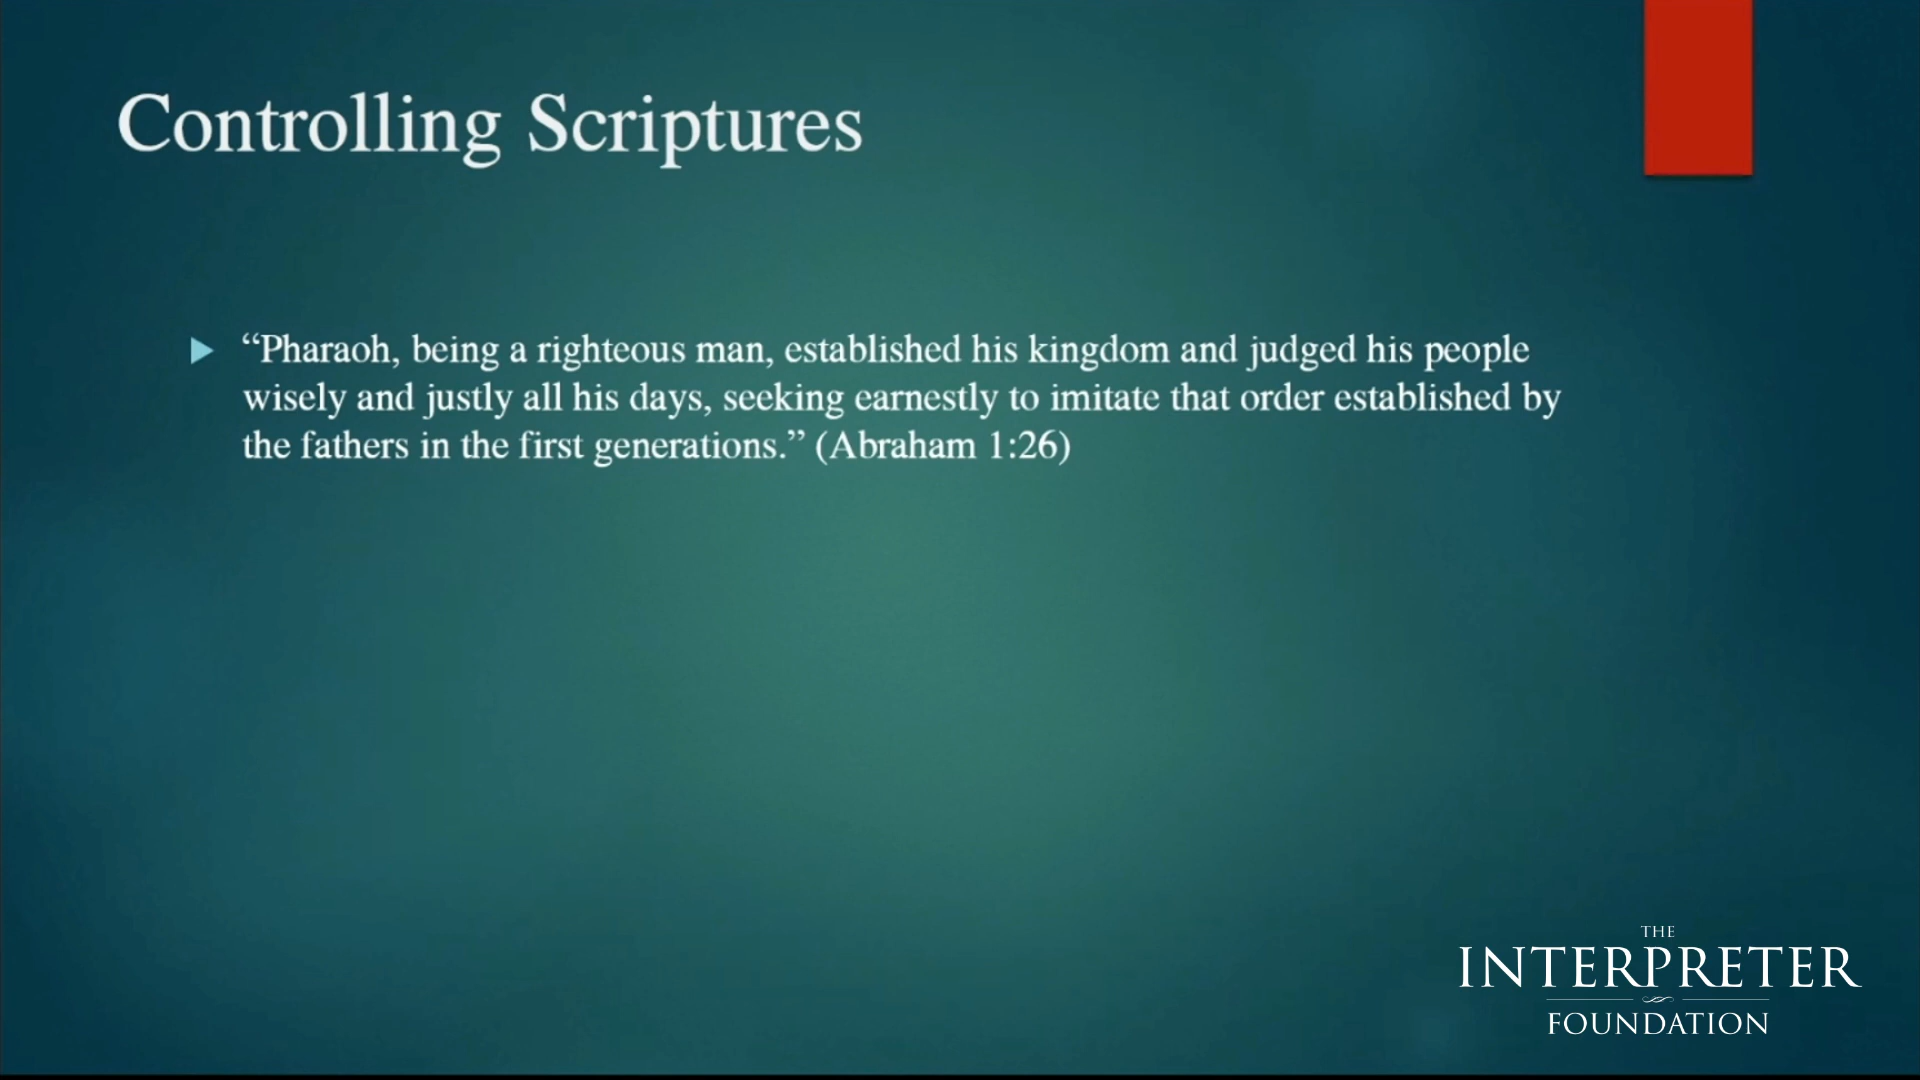 Controlling Scriptures
“Pharaoh, being a righteous man, established his kingdom and judged his people
wisely and justly all his days, seeking earnestly to imitate that order established by
the fathers in the first generations.” (Abraham 1:26)
THE
INTERPRETER
FOUNDATION